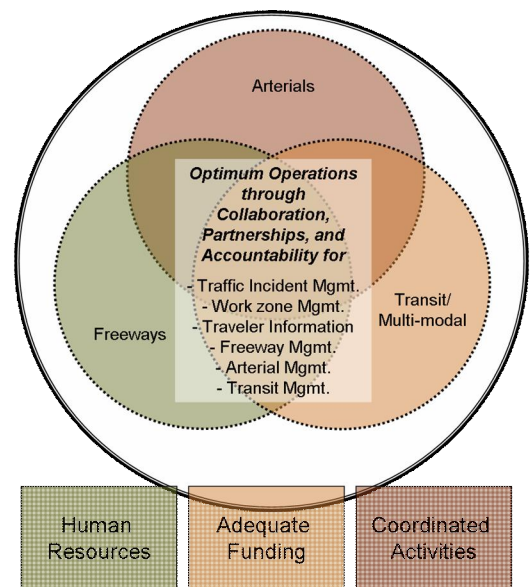 Arterials
Optimum Operations
through
Collaboration,
Partnerships, and
Accountability for
- Traffic Incident Mgmt.
- Work zone Mgmt.
- Traveler Information
- Freeway Mgmt.
- Arterial Mgmt.
- Transit Mgmt.
Freeways
Transit/
Multi-modal
Human
Resources
Adequate
Funding
Coordinated
Activities